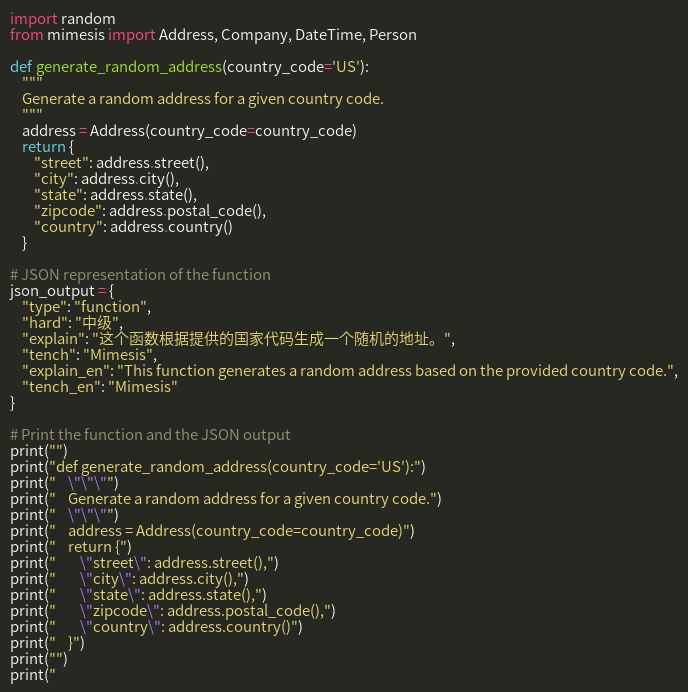 import random
from mimesis import Address, Company, DateTime, Person

def generate_random_address(country_code='US'):
    """
    Generate a random address for a given country code.
    """
    address = Address(country_code=country_code)
    return {
        "street": address.street(),
        "city": address.city(),
        "state": address.state(),
        "zipcode": address.postal_code(),
        "country": address.country()
    }

# JSON representation of the function
json_output = {
    "type": "function",
    "hard": "中级",
    "explain": "这个函数根据提供的国家代码生成一个随机的地址。",
    "tench": "Mimesis",
    "explain_en": "This function generates a random address based on the provided country code.",
    "tench_en": "Mimesis"
}

# Print the function and the JSON output
print("")
print("def generate_random_address(country_code='US'):")
print("    \"\"\"")
print("    Generate a random address for a given country code.")
print("    \"\"\"")
print("    address = Address(country_code=country_code)")
print("    return {")
print("        \"street\": address.street(),")
print("        \"city\": address.city(),")
print("        \"state\": address.state(),")
print("        \"zipcode\": address.postal_code(),")
print("        \"country\": address.country()")
print("    }")
print("")
print("